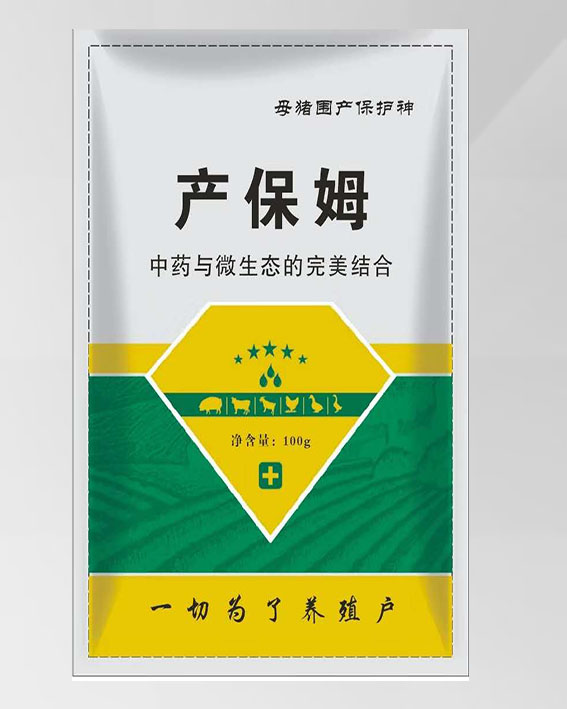 母猪围产保护神
产保姆
中药与微生态的完美结合
净含量：100g
一切为了养殖户